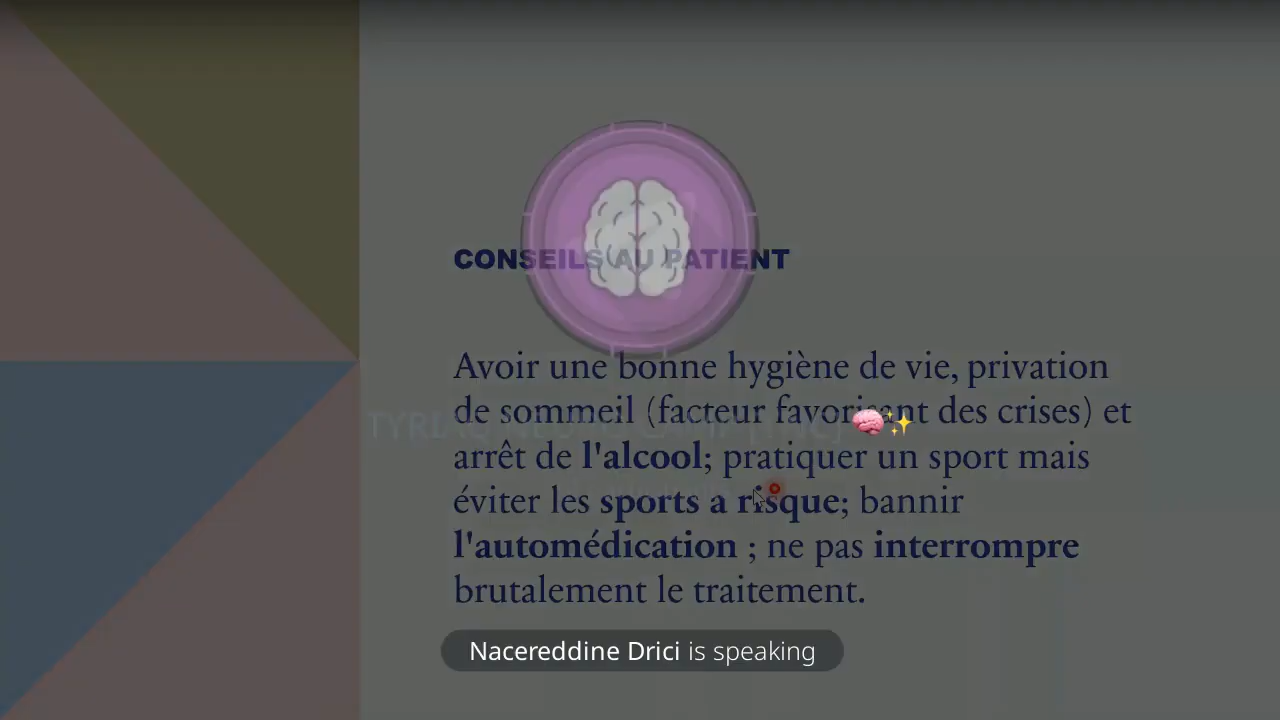 CONSEILS AU PATIENT
Avoir une bonne hygiène de vie, privation
de sommeil (facteur favorisant des crises) et
arrêt de l'alcool; pratiquer un sport mais
éviter les sports a risque; bannir
l'automédication ; ne pas interrompre
brutalement le traitement.
Nacereddine Drici is speaking